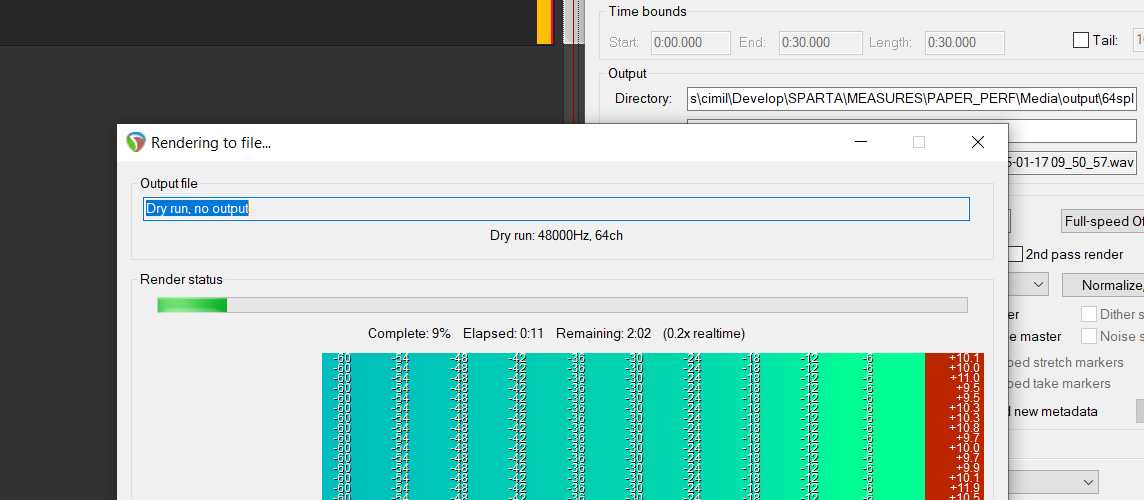 Time bounds
Start: 0:00.000 End: 0:30.000 Length: 0:30.000 Tail:
Output
Directory: s\cimil\Develop\SPARTA\MEASURES\PAPER_PERF\Media\output\64spl
Rendering to file...
-01-17 09_50_57.wav
Output file
Dry run, no output
Dry run: 48000Hz, 64ch
Full-speed Of
2nd pass render
Render status
Normalize,
Complete: 9% Elapsed: 0:11 Remaining: 2:02 (0.2x realtime)
er Dither s
e master Noise s
-60 -54 -48 -42 -36 -30 -24 -18 -12 -6 +10.1
-60 -54 -48 -42 -36 -30 -24 -18 -12 -6 +10.0
-60 -54 -48 -42 -36 -30 -24 -18 -12 -6 +11.0
-60 -54 -48 -42 -36 -30 -24 -18 -12 -6 +9.5
-60 -54 -48 -42 -36 -30 -24 -18 -12 -6 +9.5
-60 -54 -48 -42 -36 -30 -24 -18 -12 -6 +10.3
-60 -54 -48 -42 -36 -30 -24 -18 -12 -6 +10.3
-60 -54 -48 -42 -36 -30 -24 -18 -12 -6 +10.8
-60 -54 -48 -42 -36 -30 -24 -18 -12 -6 +9.7
-60 -54 -48 -42 -36 -30 -24 -18 -12 -6 +10.0
-60 -54 -48 -42 -36 -30 -24 -18 -12 -6 +9.7
-60 -54 -48 -42 -36 -30 -24 -18 -12 -6 +9.9
-60 -54 -48 -42 -36 -30 -24 -18 -12 -6 +10.1
-60 -54 -48 -42 -36 -30 -24 -18 -12 -6 +11.9
-60 -54 -48 -42 -36 -30 -24 -18 -12 -6 +10.5
ped stretch markers
ped take markers
d new metadata